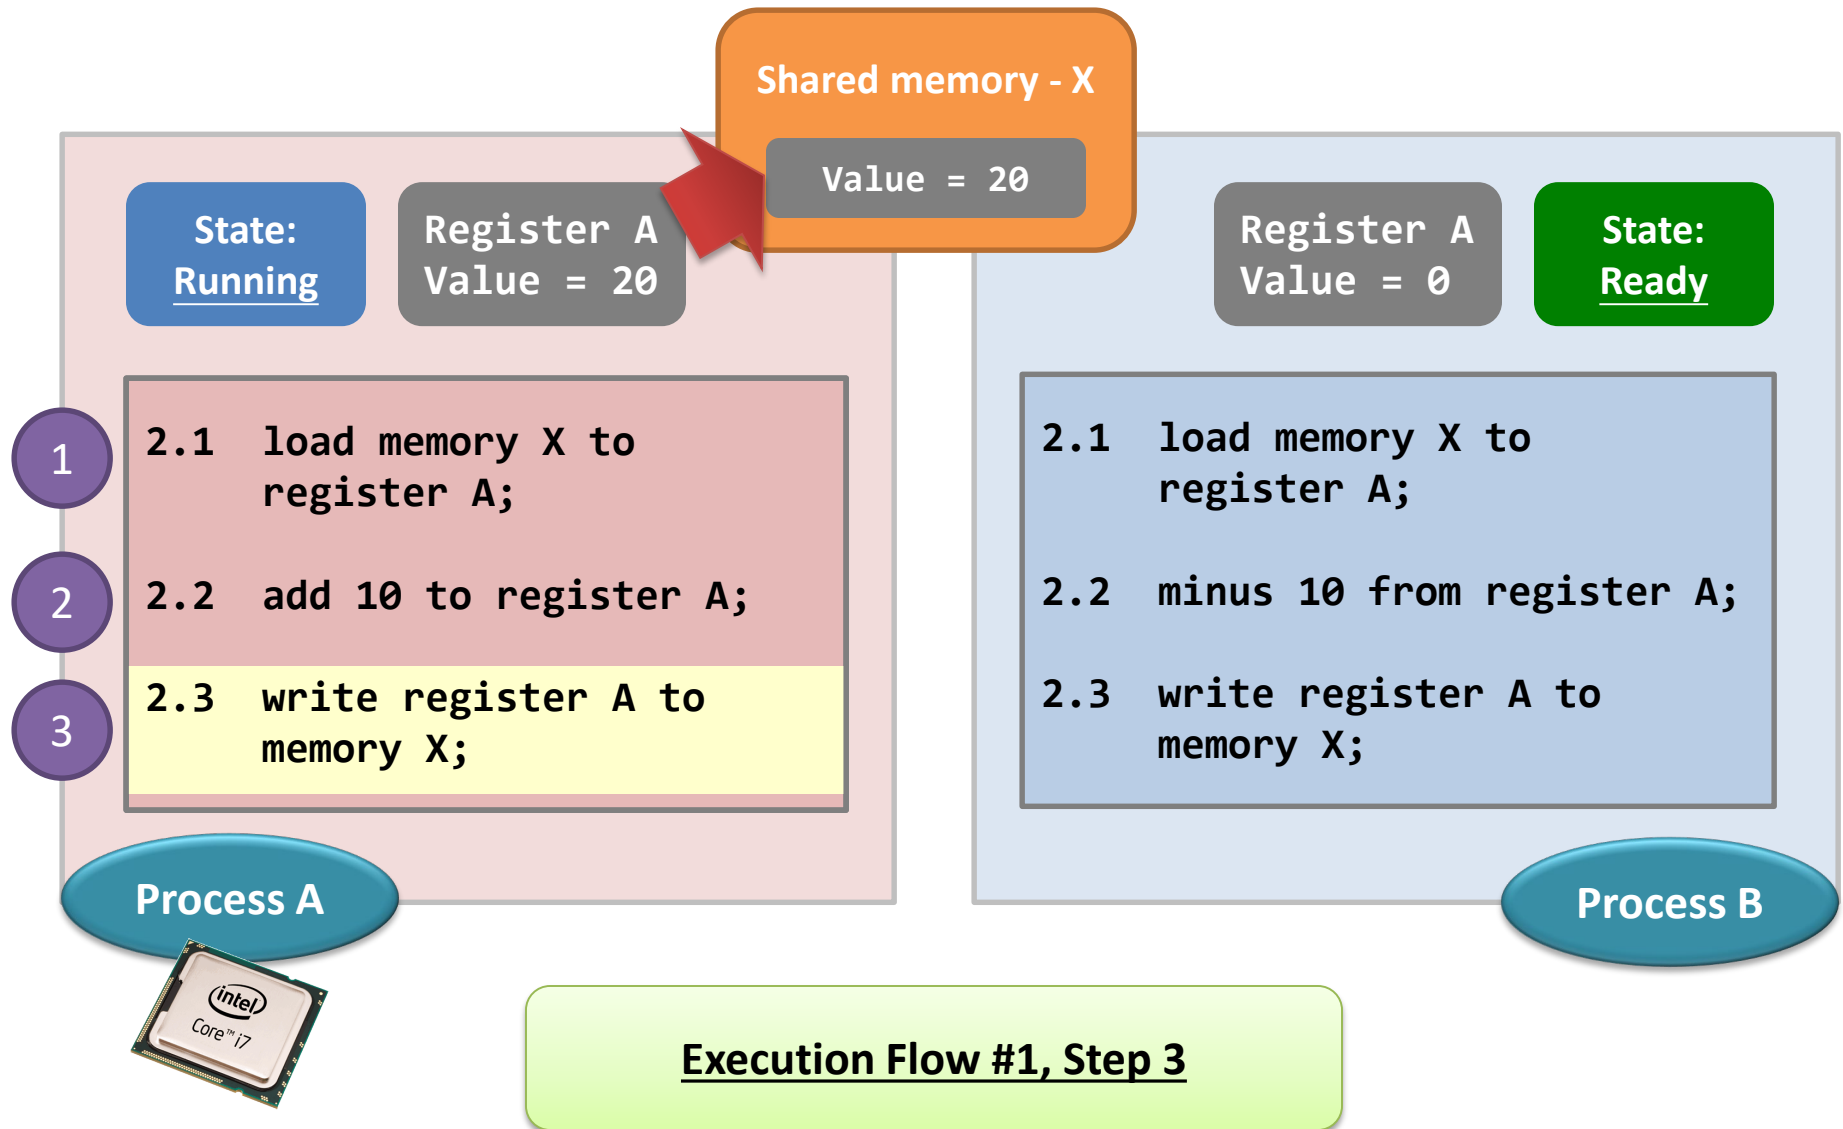 Shared memory - X
Value = 20
State:
Running
Register A
Value = 20
Register A
Value = 0
State:
Ready
1
2.1 load memory X to
register A;
2
2.2 add 10 to register A;
3
2.3 write register A to
memory X;
2.1 load memory X to
register A;
2.2 minus 10 from register A;
2.3 write register A to
memory X;
Process A
Process B
intel
Core™ i7
Execution Flow #1, Step 3